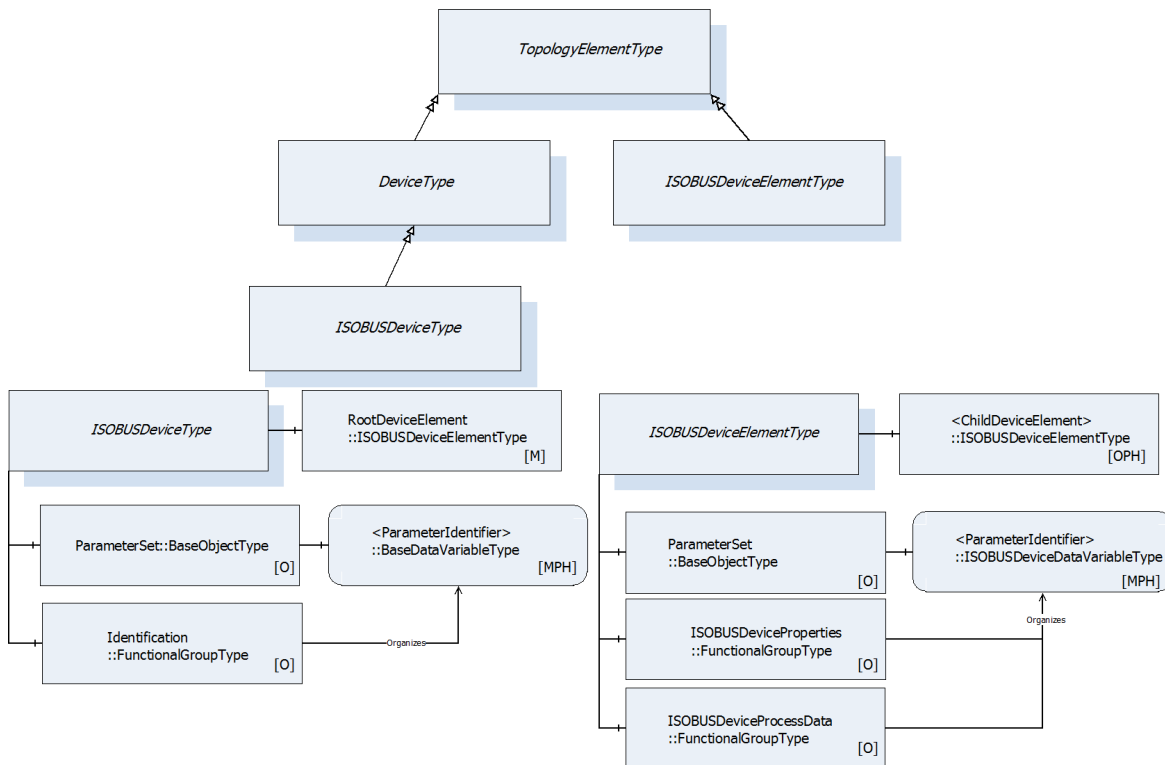 TopologyElementType
DeviceType
ISOBUSDeviceElementType
ISOBUSDeviceType
ISOBUSDeviceType
RootDeviceElement
::ISOBUSDeviceElementType
[M]
ParameterSet::BaseObjectType
[O]
<ParameterIdentifier>
::BaseDataVariableType
[MPH]
Identification
::FunctionalGroupType
[O]
Organizes
ISOBUSDeviceElementType
<ChildDeviceElement>
::ISOBUSDeviceElementType
[OPH]
ParameterSet
::BaseObjectType
[O]
<ParameterIdentifier>
::ISOBUSDeviceDataVariableType
[MPH]
ISOBUSDeviceProperties
::FunctionalGroupType
[O]
Organizes
ISOBUSDeviceProcessData
::FunctionalGroupType
[O]